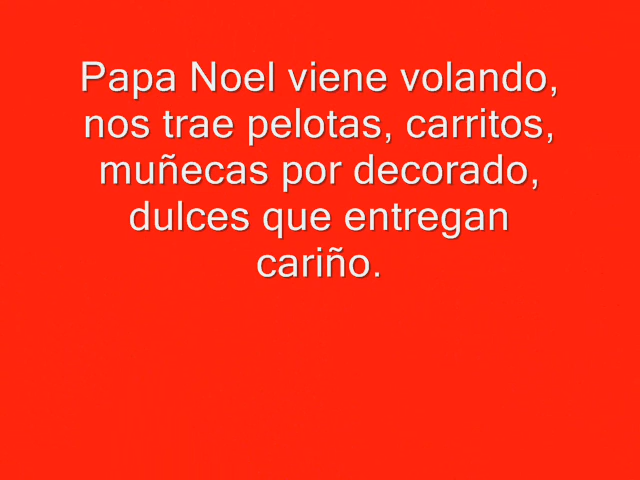 Papa Noel viene volando,
nos trae pelotas, carritos,
muñecas por decorado,
dulces que entregan
cariño.